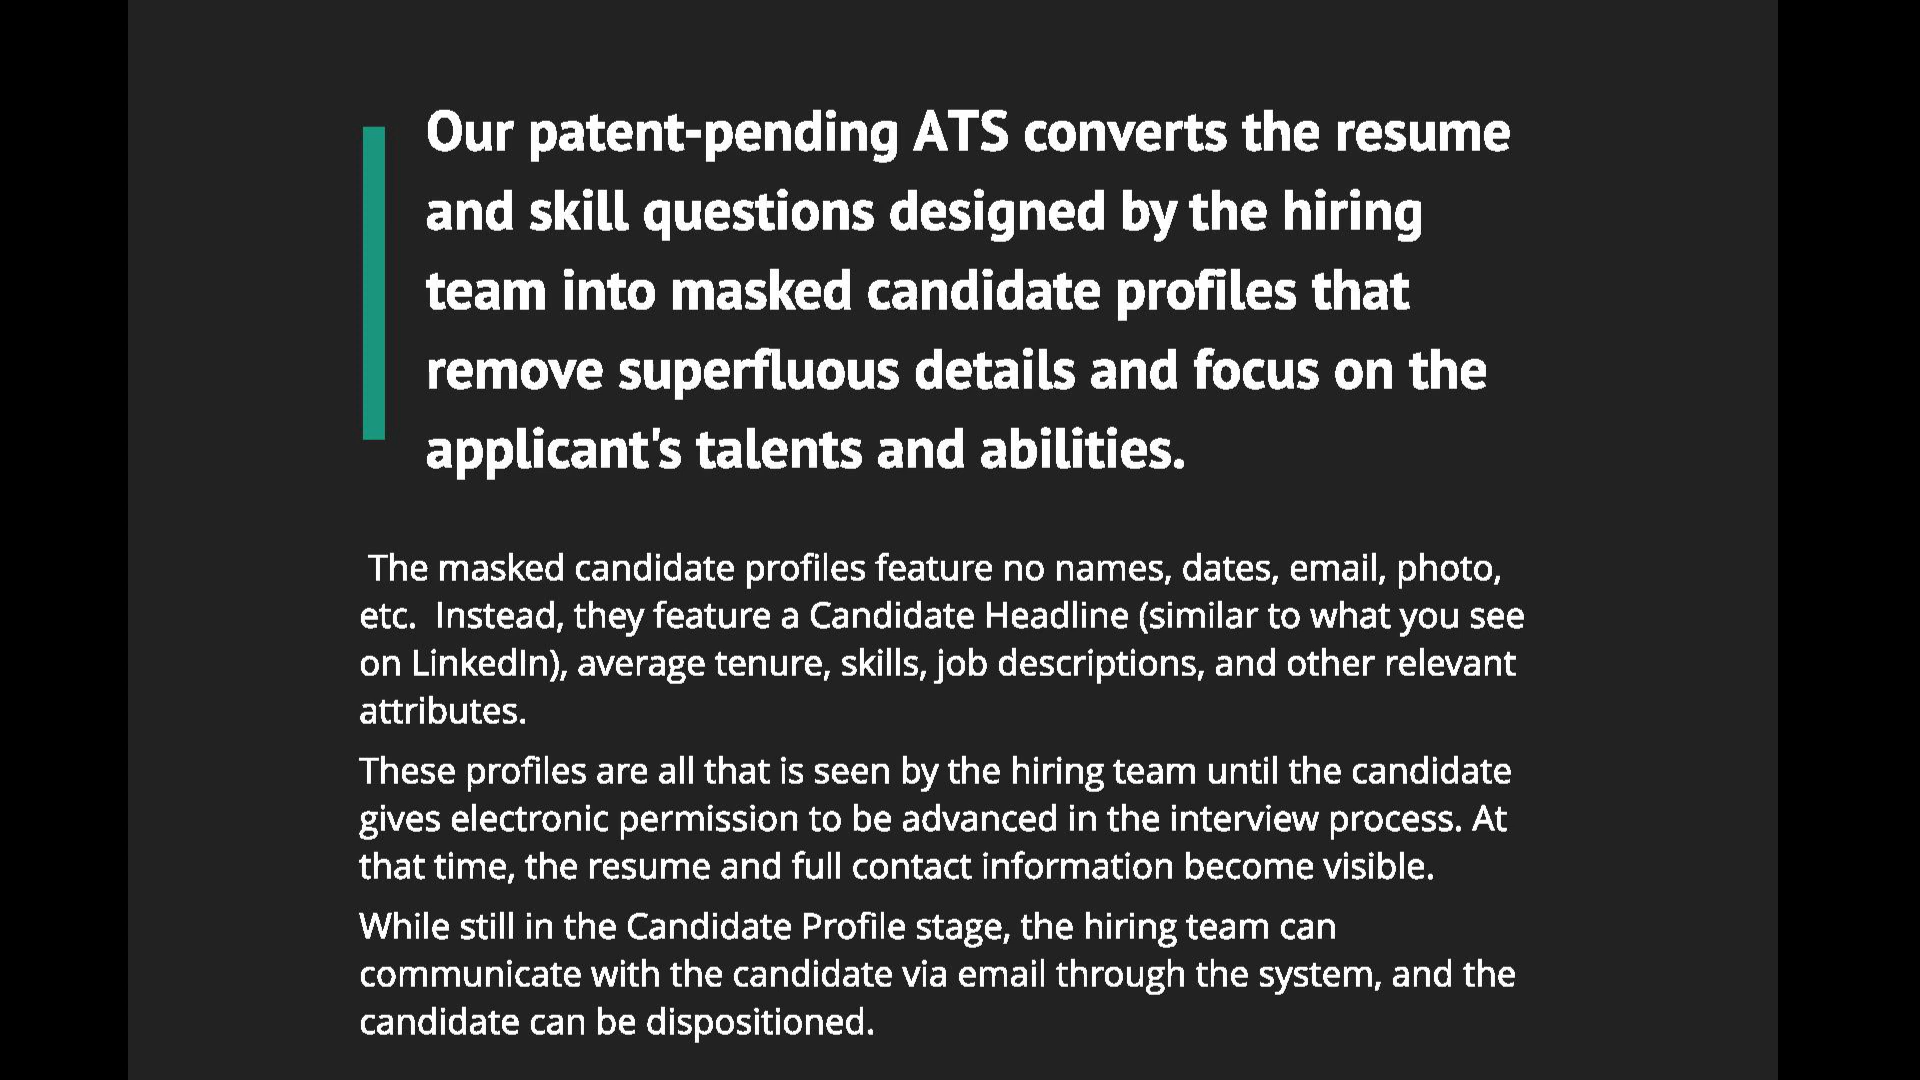 Our patent-pending ATS converts the resume
and skill questions designed by the hiring
team into masked candidate profiles that
remove superfluous details and focus on the
applicant's talents and abilities.
The masked candidate profiles feature no names, dates, email, photo,
etc.  Instead, they feature a Candidate Headline (similar to what you see
on LinkedIn), average tenure, skills, job descriptions, and other relevant
attributes.
These profiles are all that is seen by the hiring team until the candidate
gives electronic permission to be advanced in the interview process. At
that time, the resume and full contact information become visible.
While still in the Candidate Profile stage, the hiring team can
communicate with the candidate via email through the system, and the
candidate can be dispositioned.